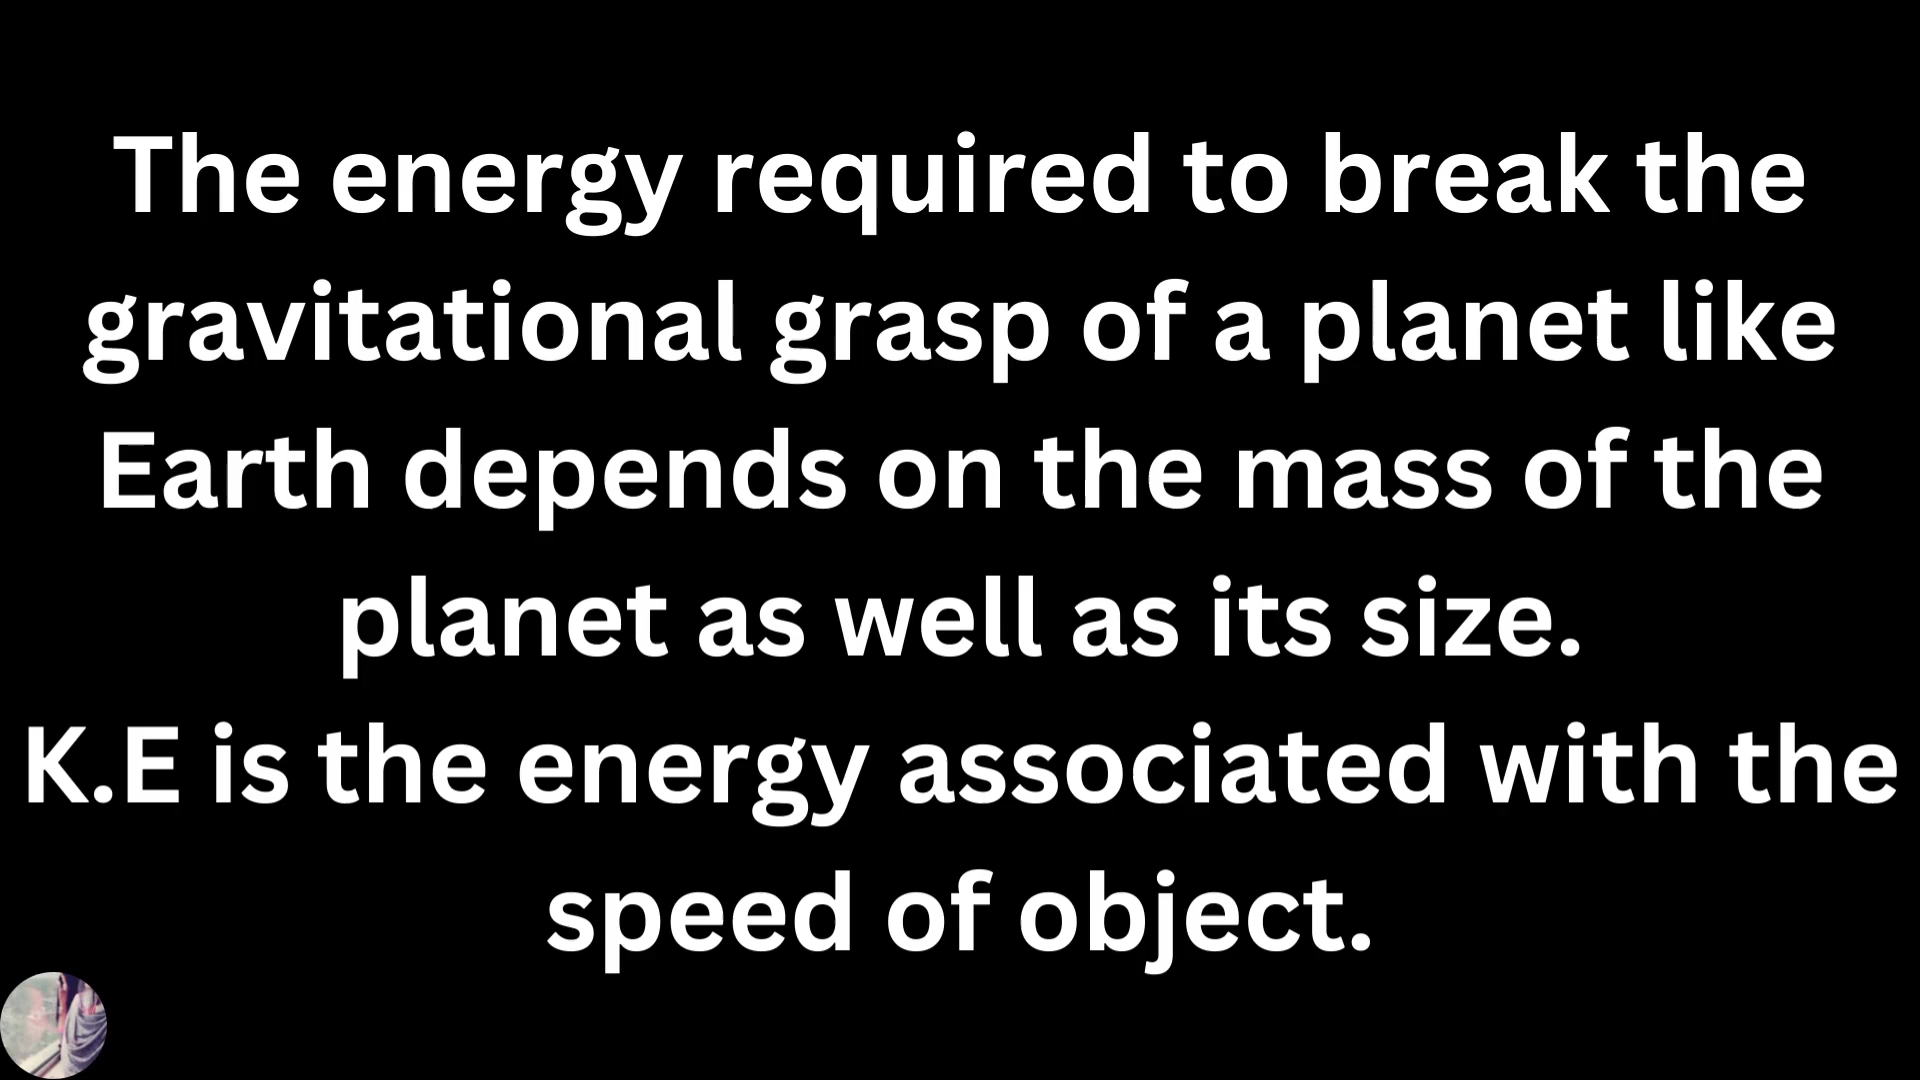 The energy required to break the
gravitational grasp of a planet like
Earth depends on the mass of the
planet as well as its size.
K.E is the energy associated with the
speed of object.